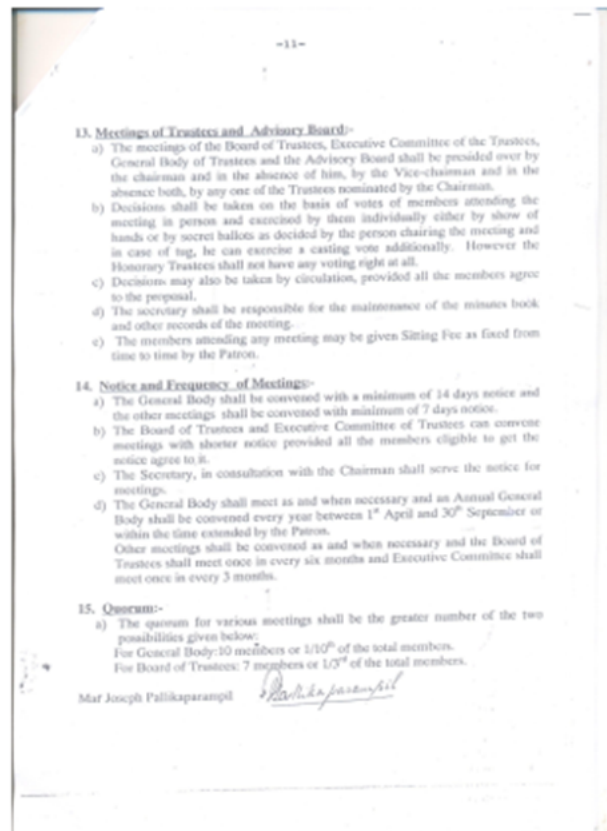 -11-
13. Meetings of Trustees and Advisory Board:-
a) The meetings of the Board of Trustees, Executive Committee of the Trustees,
General Body of Trustees and the Advisory Board shall be presided over by
the chairman and in the absence of him, by the Vice-chairman and in the
absence both, by any one of the Trustees nominated by the Chairman.
b) Decisions shall be taken on the basis of votes of members attending the
meeting in person and exercised by them individually either by show of
hands or by secret ballots as decided by the person chairing the meeting and
in case of tug, he can exercise a casting vote additionally. However the
Honorary Trustees shall not have any voting right at all.
c) Decisions may also be taken by circulation, provided all the members agree
to the proposal.
d) The secretary shall be responsible for the maintenance of the minutes book
and other records of the meeting.
e) The members attending any meeting may be given Sitting Fee as fixed from
time to time by the Patron.
14. Notice and Frequency of Meetings:-
a) The General Body shall be convened with a minimum of 14 days notice and
the other meetings shall be convened with minimum of 7 days notice.
b) The Board of Trustees and Executive Committee of Trustees can convene
meetings with shorter notice provided all the members eligible to get the
notice agree to it.
c) The Secretary, in consultation with the Chairman shall serve the notice for
meetings.
d) The General Body shall meet as and when necessary and an Annual General
Body shall be convened every year between 1st April and 30th September or
within the time extended by the Patron.
Other meetings shall be convened as and when necessary and the Board of
Trustees shall meet once in every six months and Executive Committee shall
meet once in every 3 months.
15. Quorum:-
a) The quorum for various meetings shall be the greater number of the two
possibilities given below:
For General Body:10 members or 1/10th of the total members.
For Board of Trustees: 7 members or 1/3rd of the total members.
Mar Joseph Pallikaparampil Pallikaparampil